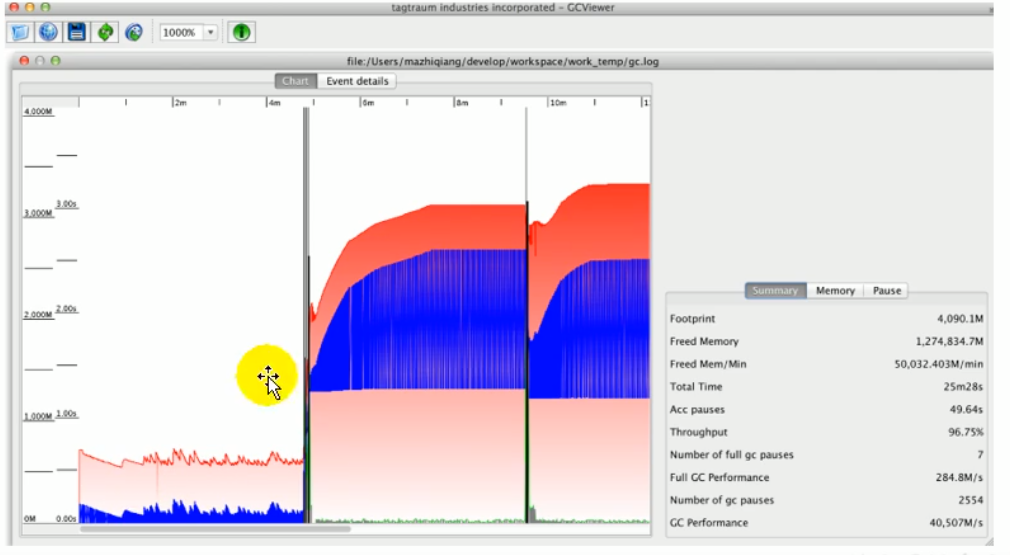 tagtraum industries incorporated - GCViewer
1000%
file:/Users/mazhiqiang/develop/workspace/work_temp/gc.log
Chart Event details
2m 4m 6m 8m 10m 1
4,000M
3,000M 3.00s
2,000M 2.00s
1,000M 1.00s
0M 0.00s
Summary Memory Pause
Footprint 4,090.1M
Freed Memory 1,274,834.7M
Freed Mem/Min 50,032.403M/min
Total Time 25m28s
Acc pauses 49.64s
Throughput 96.75%
Number of full gc pauses 7
Full GC Performance 284.8M/s
Number of gc pauses 2554
GC Performance 40,507M/s